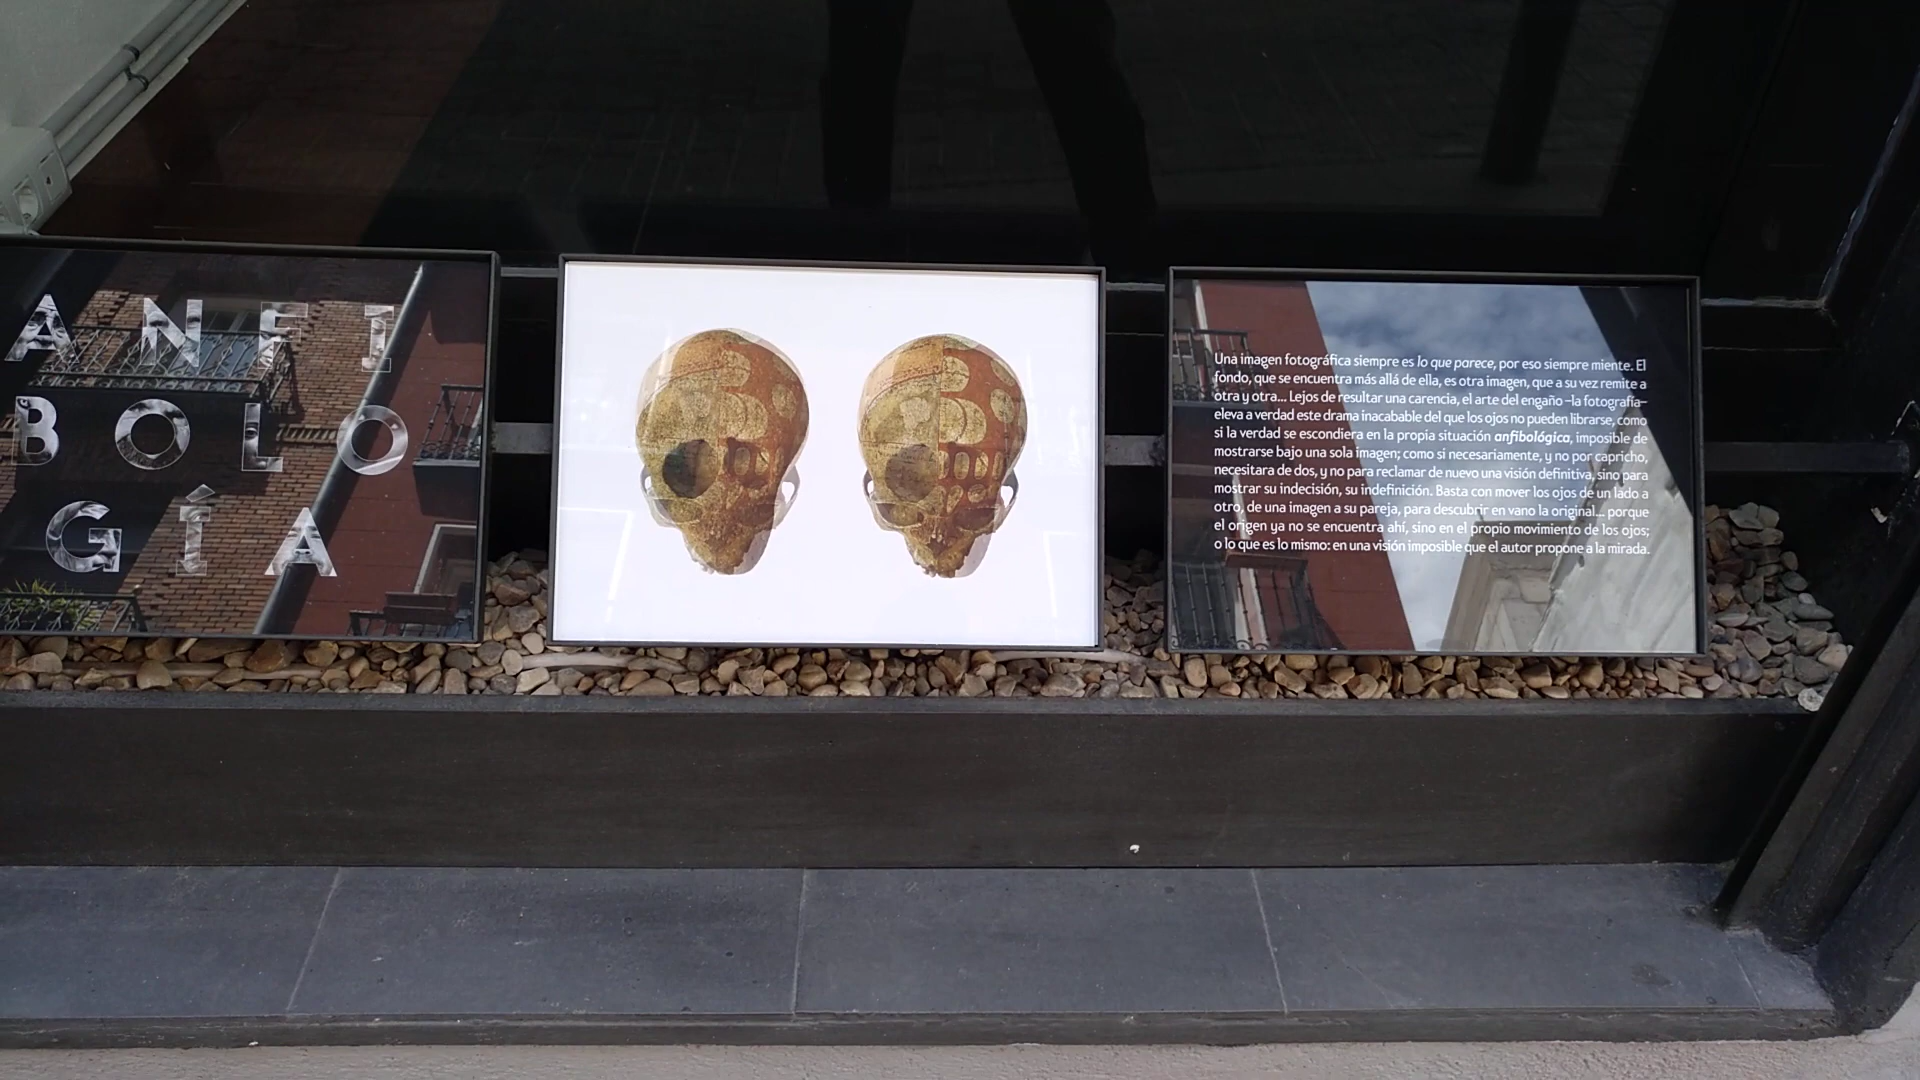 ANFI
BOLO
GÍA
Una imagen fotográfica siempre es lo que parece, por eso siempre miente. El
fondo, que se encuentra más allá de ella, es otra imagen, que a su vez remite a
otra y otra... Lejos de resultar una carencia, el arte del engaño –la fotografía–
eleva a verdad este drama inacabable del que los ojos no pueden librarse, como
si la verdad se escondiera en la propia situación anfibológica, imposible de
mostrarse bajo una sola imagen; como si necesariamente, y no por capricho,
necesitara de dos, y no para reclamar de nuevo una visión definitiva, sino para
mostrar su indecisión, su indefinición. Basta con mover los ojos de un lado a
otro, de una imagen a su pareja, para descubrir en vano la original... porque
el origen ya no se encuentra ahí, sino en el propio movimiento de los ojos;
o lo que es lo mismo: en una visión imposible que el autor propone a la mirada.